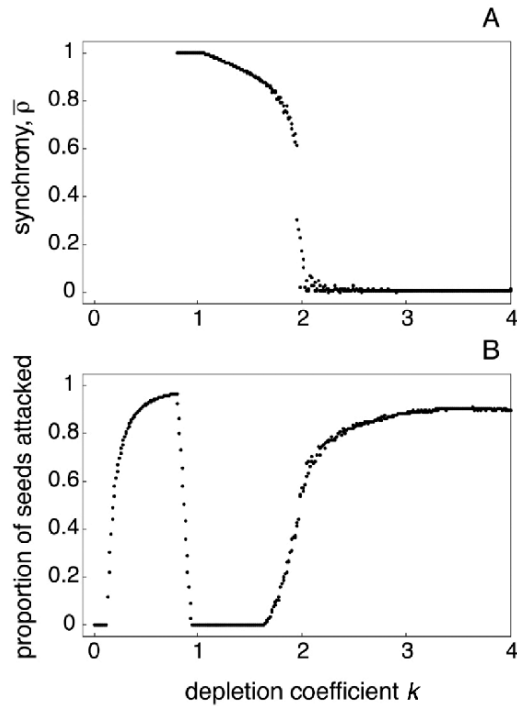 A
1
0.8
0.6
0.4
0.2
0
synchrony, ρ̅
0 1 2 3 4
B
1
0.8
0.6
0.4
0.2
0
proportion of seeds attacked
0 1 2 3 4
depletion coefficient k